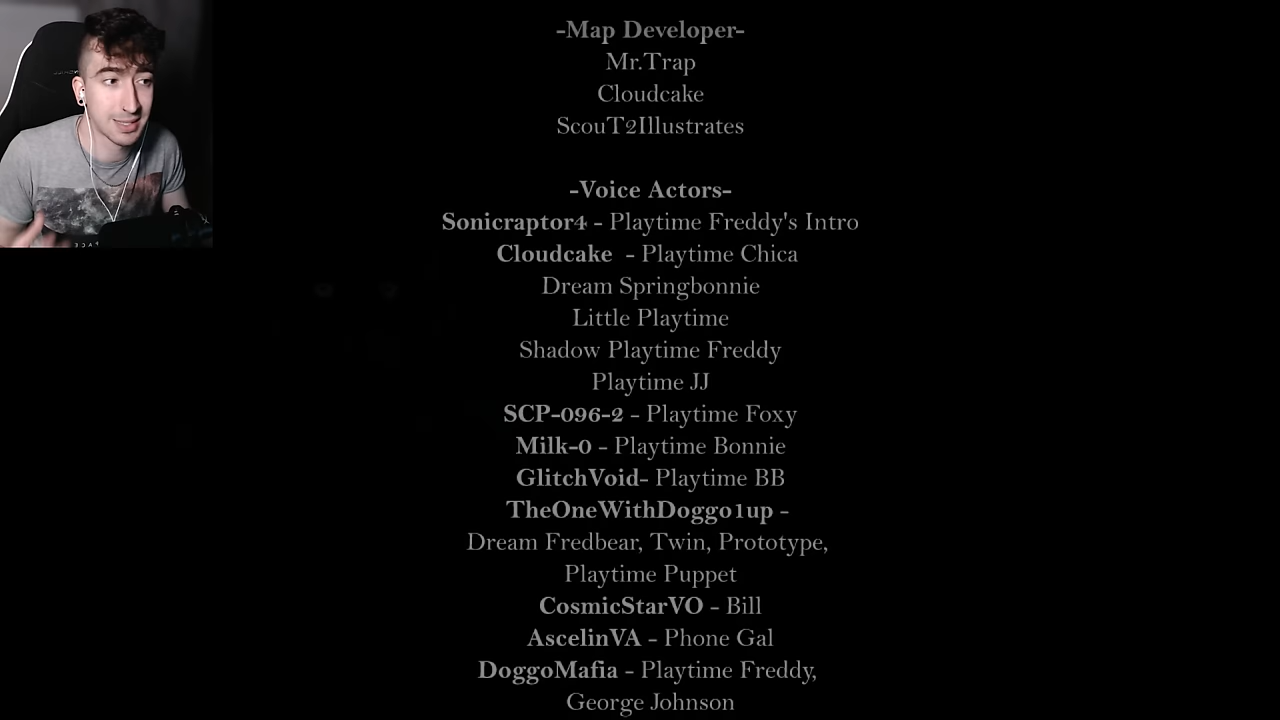 -Map Developer-
Mr.Trap
Cloudcake
ScouT2Illustrates
-Voice Actors-
Sonicraptor4 - Playtime Freddy's Intro
Cloudcake - Playtime Chica
Dream Springbonnie
Little Playtime
Shadow Playtime Freddy
Playtime JJ
SCP-096-2 - Playtime Foxy
Milk-0 - Playtime Bonnie
GlitchVoid- Playtime BB
TheOneWithDoggo1up -
Dream Fredbear, Twin, Prototype,
Playtime Puppet
CosmicStarVO - Bill
AscelinVA - Phone Gal
DoggoMafia - Playtime Freddy,
George Johnson